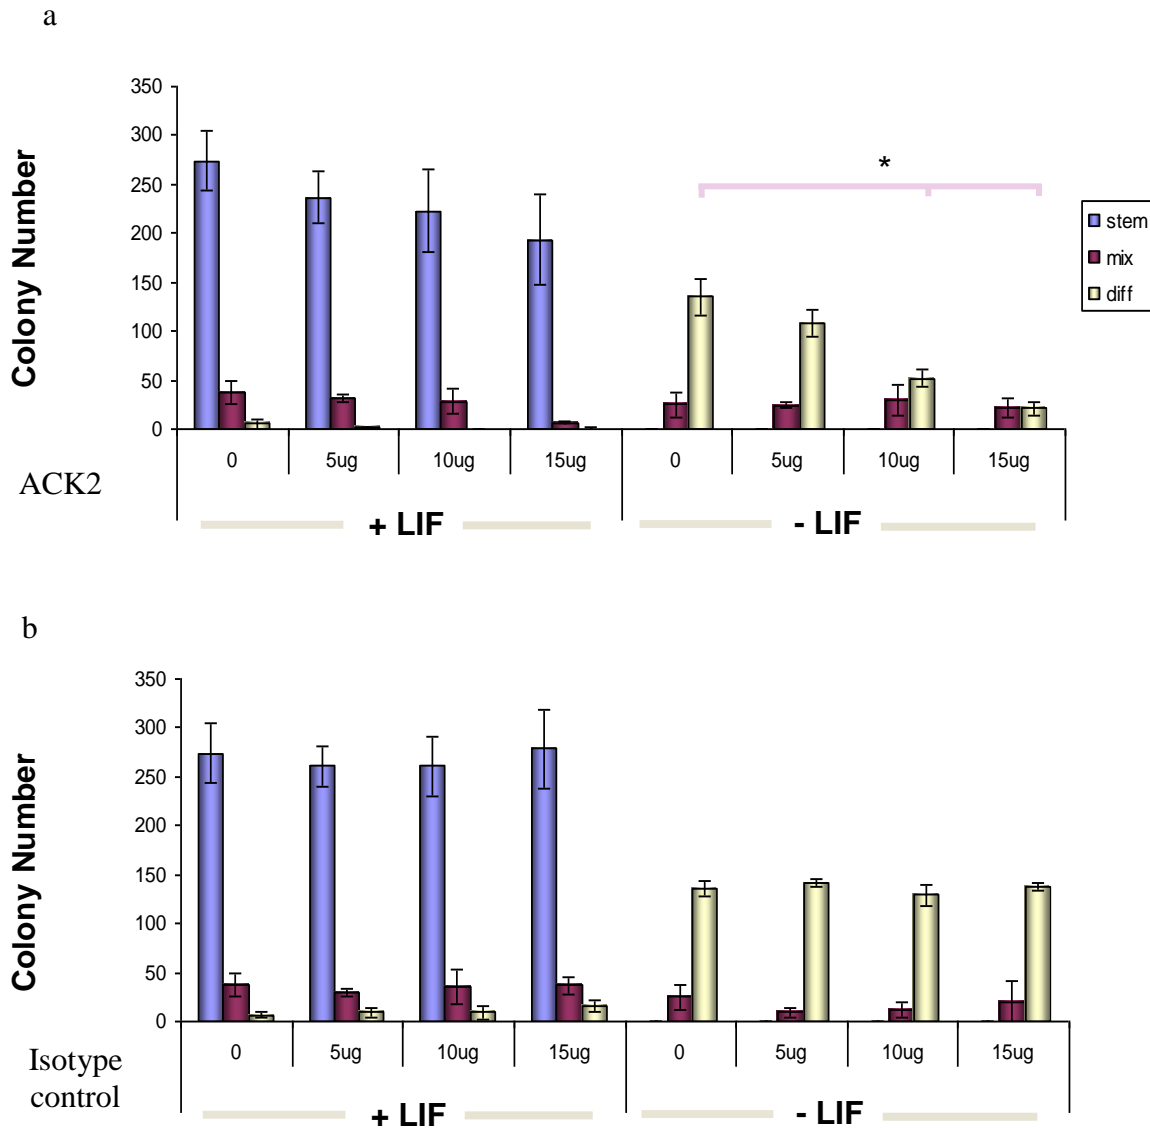 a
350
300
250
200
150
100
50
0
Colony Number
*
stem
mix
diff
0 5ug 10ug 15ug 0 5ug 10ug 15ug
ACK2
+ LIF - LIF
b
350
300
250
200
150
100
50
0
Colony Number
0 5ug 10ug 15ug 0 5ug 10ug 15ug
Isotype
control
+ LIF - LIF